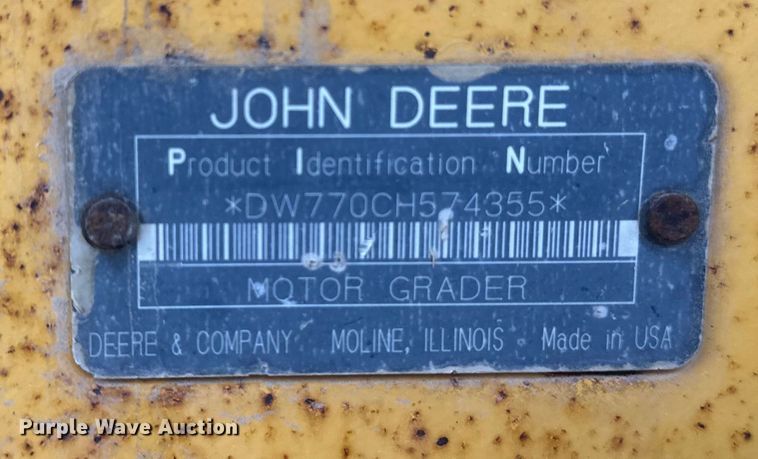 JOHN DEERE
Product Identification Number
*DW770CH574355*
MOTOR GRADER
DEERE & COMPANY MOLINE, ILLINOIS Made in USA
Purple Wave Auction